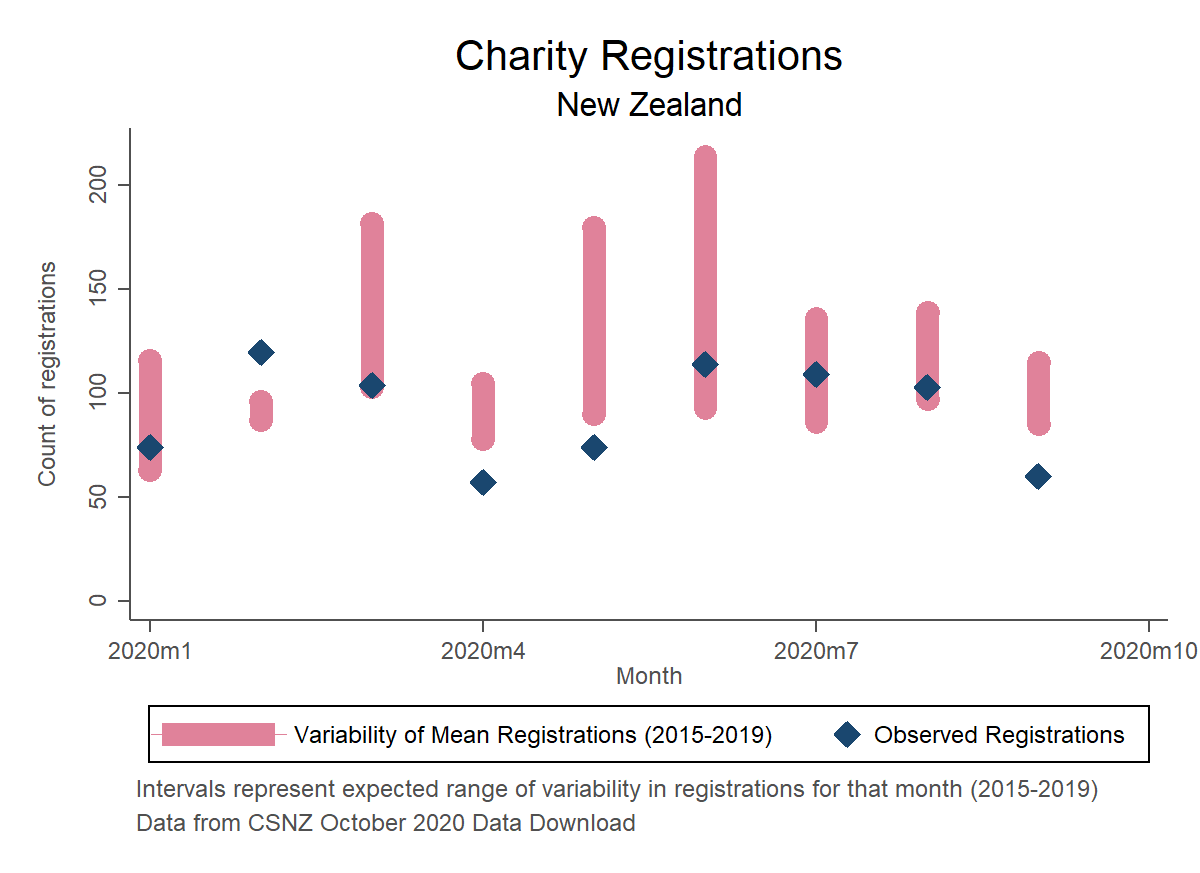 Charity Registrations
New Zealand
Count of registrations
200
150
100
50
0
2020m1 2020m4 2020m7 2020m10
Month
Variability of Mean Registrations (2015-2019) Observed Registrations
Intervals represent expected range of variability in registrations for that month (2015-2019)
Data from CSNZ October 2020 Data Download